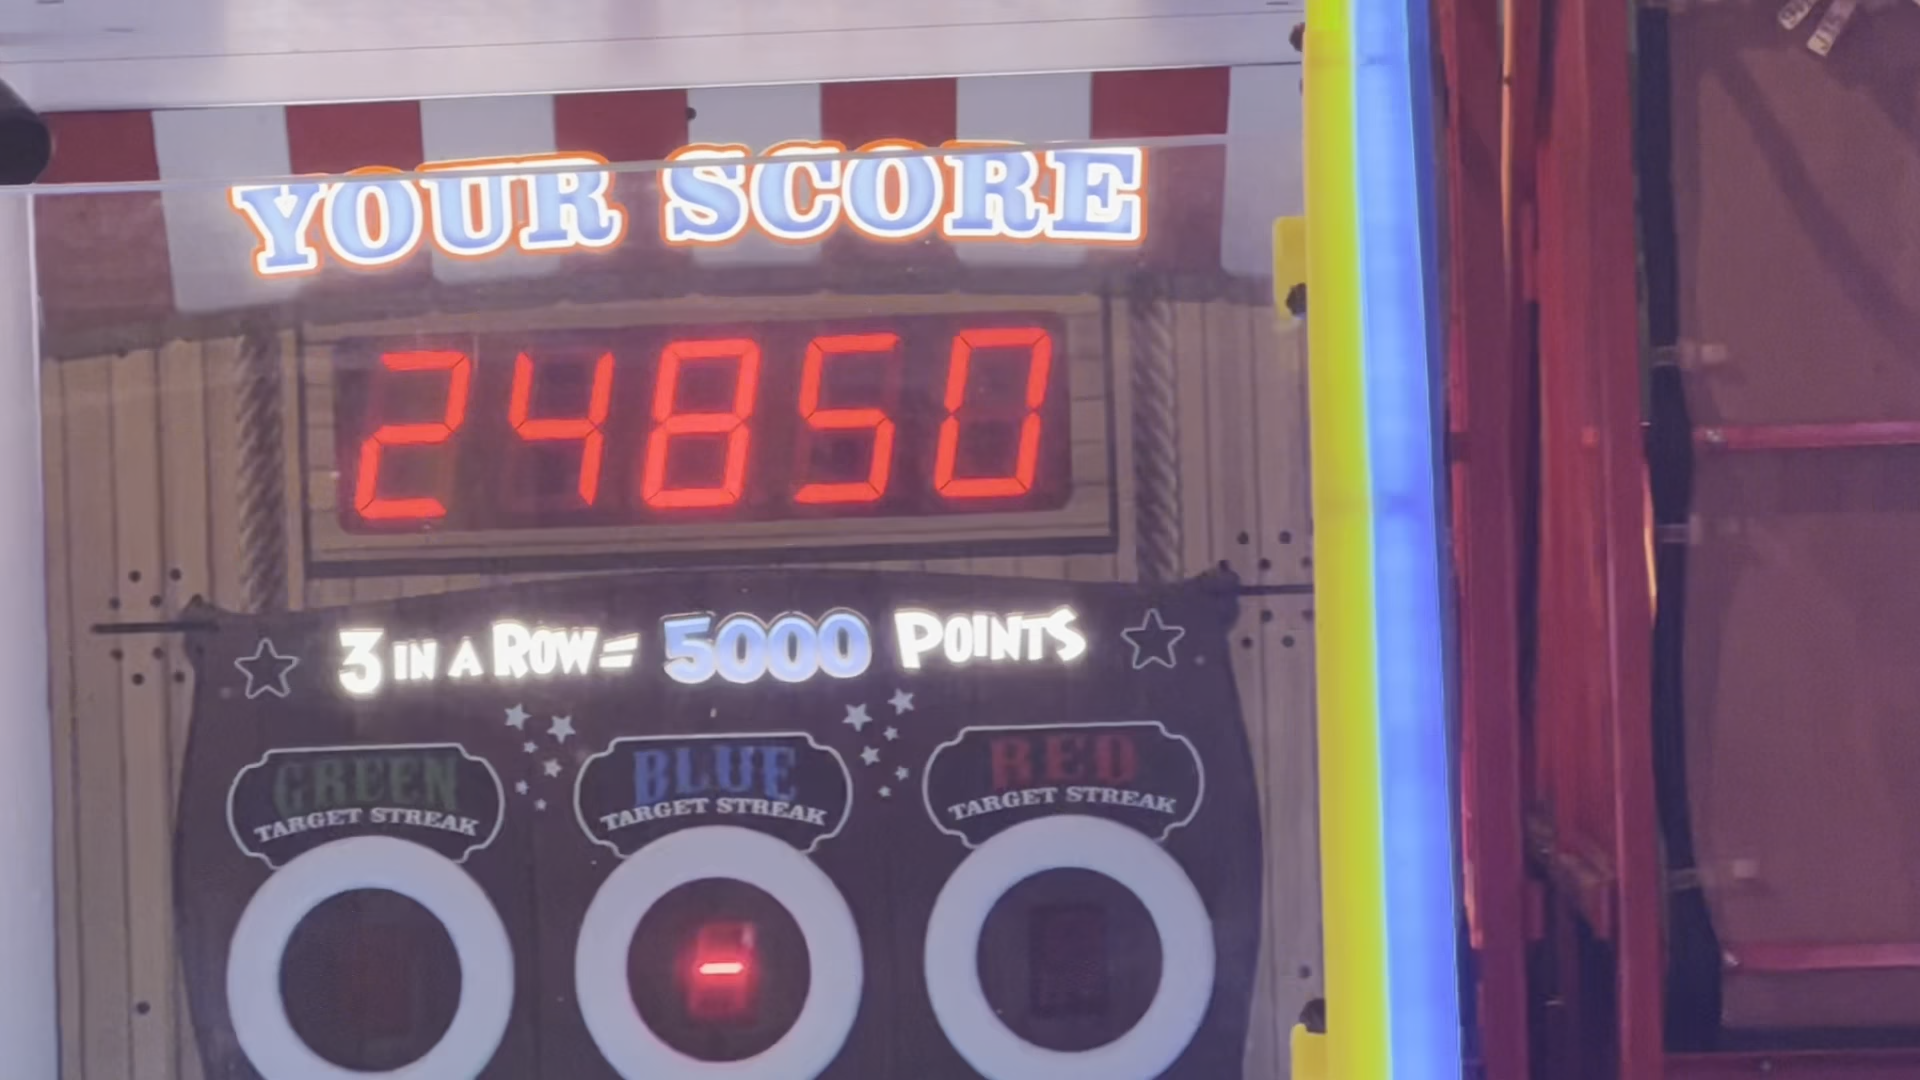 YOUR SCORE
24850
3 IN A ROW = 5000 POINTS
GREEN
TARGET STREAK
BLUE
TARGET STREAK
RED
TARGET STREAK
-